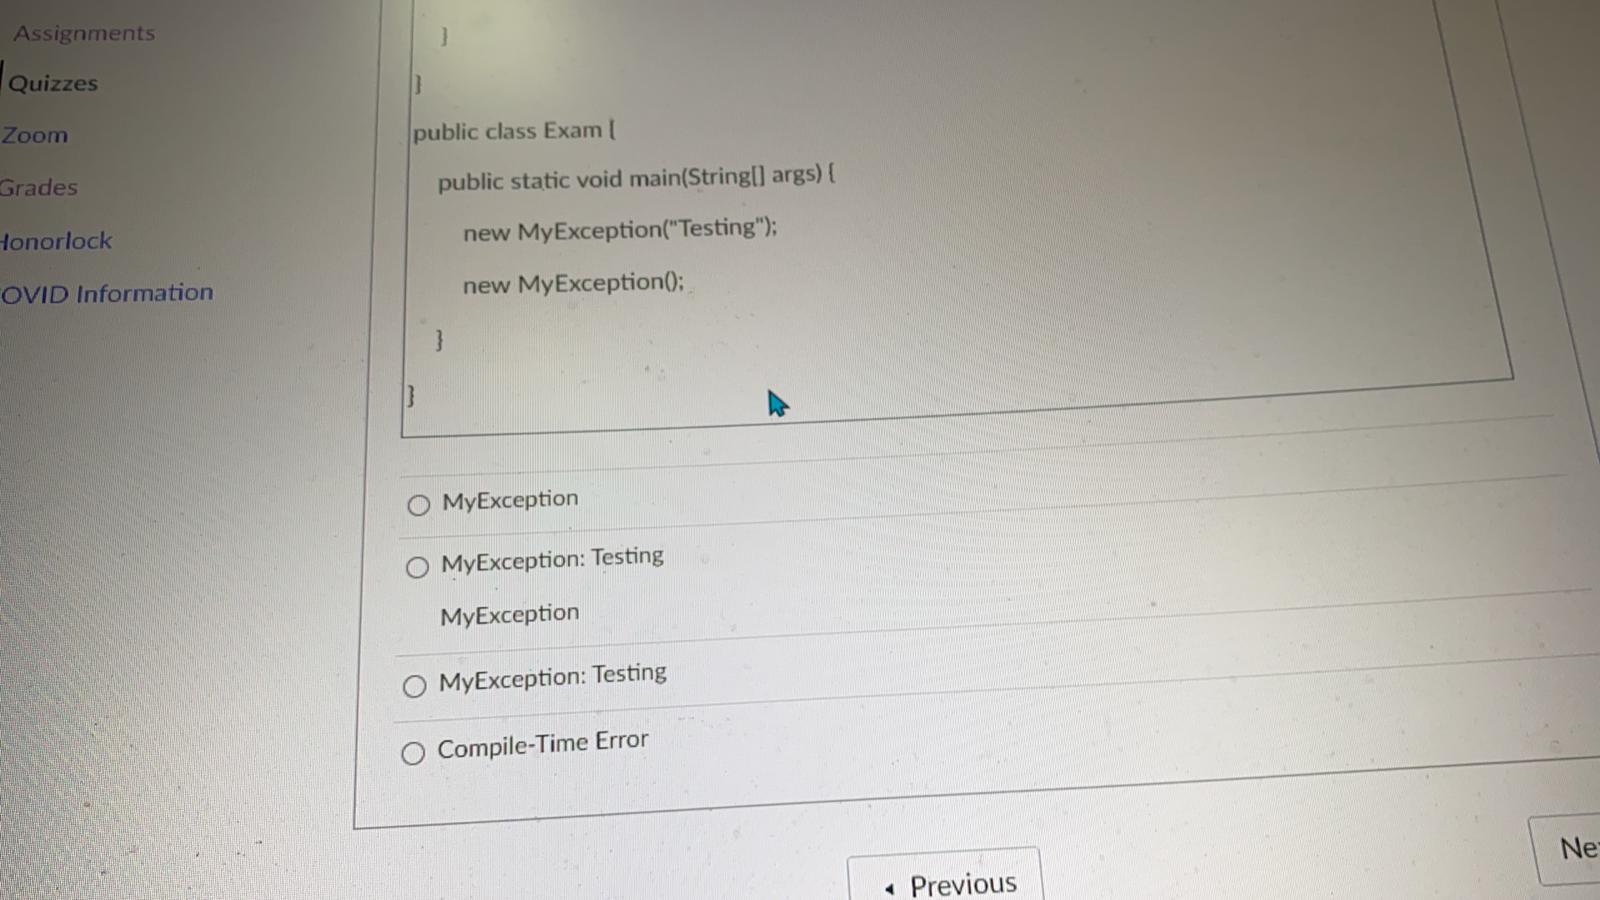 Assignments
Quizzes
Zoom
Grades
Honorlock
OVID Information
}
}
public class Exam {
public static void main(String[] args) {
new MyException("Testing");
new MyException();
}
}
MyException
MyException: Testing
MyException
MyException: Testing
Compile-Time Error
Previous
Ne